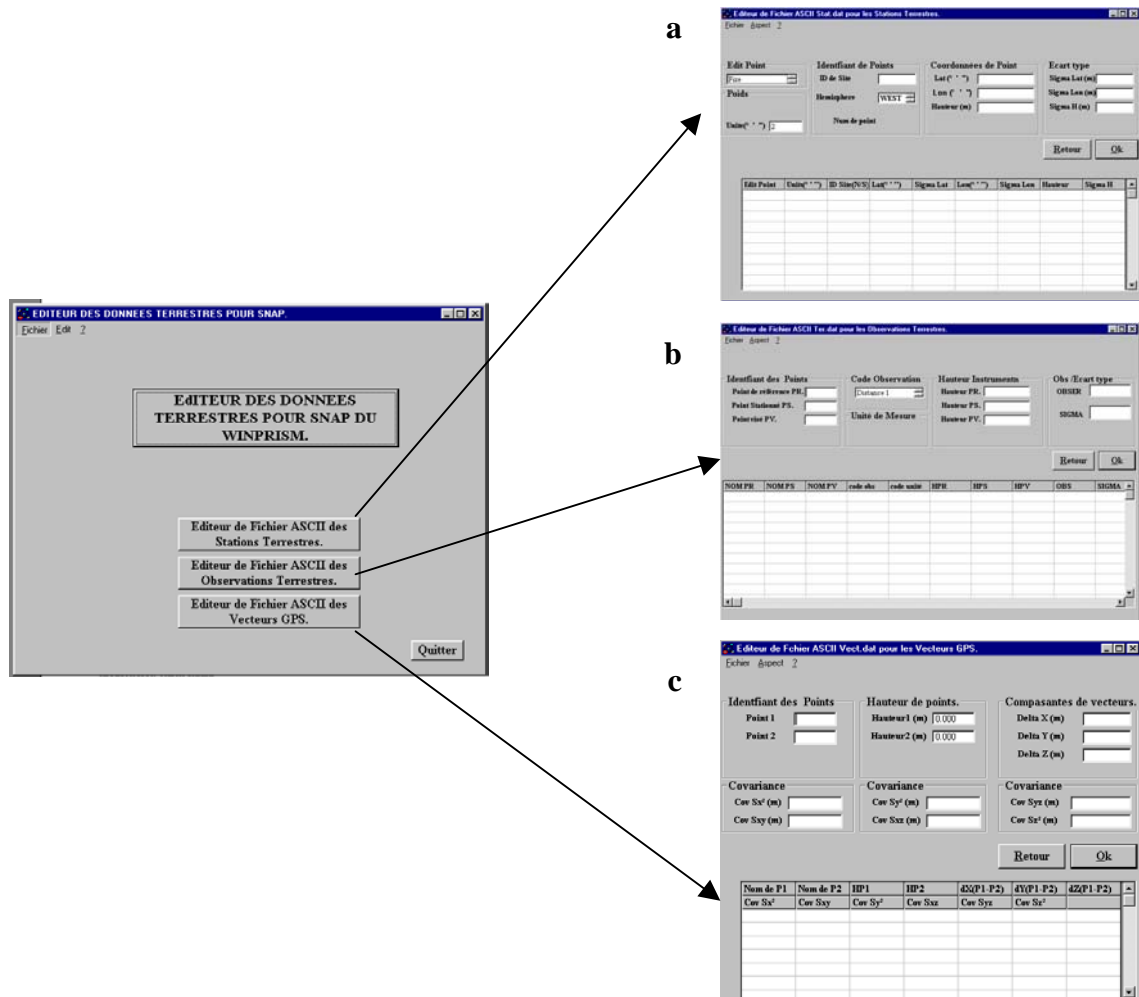 a
Editeur de Fichier ASCII Stat.dat pour les Stations Terrestres.
Fichier Aspect ?
Edit Point
Identfiant de Points
Coordonnées de Point
Ecart type
Fixe
ID de Site
Lat (° ' ")
Sigma Lat (m)
Poids
Hemisphere
WEST
Lon ( ' ")
Sigma Lon (m)
Hauteur (m)
Sigma H (m)
Unite(° ' ") 2
Num de point
Retour Ok
Edit Point Unite(° ' ") ID Site(N/S) Lat(° ' ") Sigma Lat Lon(° ' ") Sigma Lon Hauteur Sigma H
EDITEUR DES DONNEES TERRESTRES POUR SNAP.
Fichier Edit ?
EdITEUR DES DONNEES
TERRESTRES POUR SNAP DU
WINPRISM.
Editeur de Fichier ASCII des
Stations Terrestres.
Editeur de Fichier ASCII des
Observations Terrestres.
Editeur de Fichier ASCII des
Vecteurs GPS.
Quitter
b
Editeur de Fichier ASCII Ter.dat pour les Observations Terrestres.
Fichier Aspect ?
Identfiant des Points
Code Observation
Hauteur Instruments
Obs /Ecart type
Point de référence PR.
Distance 1
Hauteur PR.
OBSER
Point Stationné PS.
Unité de Mesure
Hauteur PS.
SIGMA
Point visé PV.
Hauteur PV.
Retour Ok
NOM PR NOM PS NOM PV code obs code unité HPR HPS HPV OBS SIGMA
c
Editeur de Fchier ASCII Vect.dat pour les Vecteurs GPS.
Fichier Aspect ?
Identfiant des Points
Hauteur de points.
Compasantes de vecteurs.
Point 1
Hauteur1 (m) 0.000
Delta X (m)
Point 2
Hauteur2 (m) 0.000
Delta Y (m)
Delta Z (m)
Covariance Covariance Covariance
Cov Sx² (m) Cov Sy² (m) Cov Syz (m)
Cov Sxy (m) Cov Sxz (m) Cov Sz² (m)
Retour Ok
Nom de P1 Nom de P2 HP1 HP2 dX(P1-P2) dY(P1-P2) dZ(P1-P2)
Cov Sx² Cov Sxy Cov Sy² Cov Sxz Cov Syz Cov Sz²